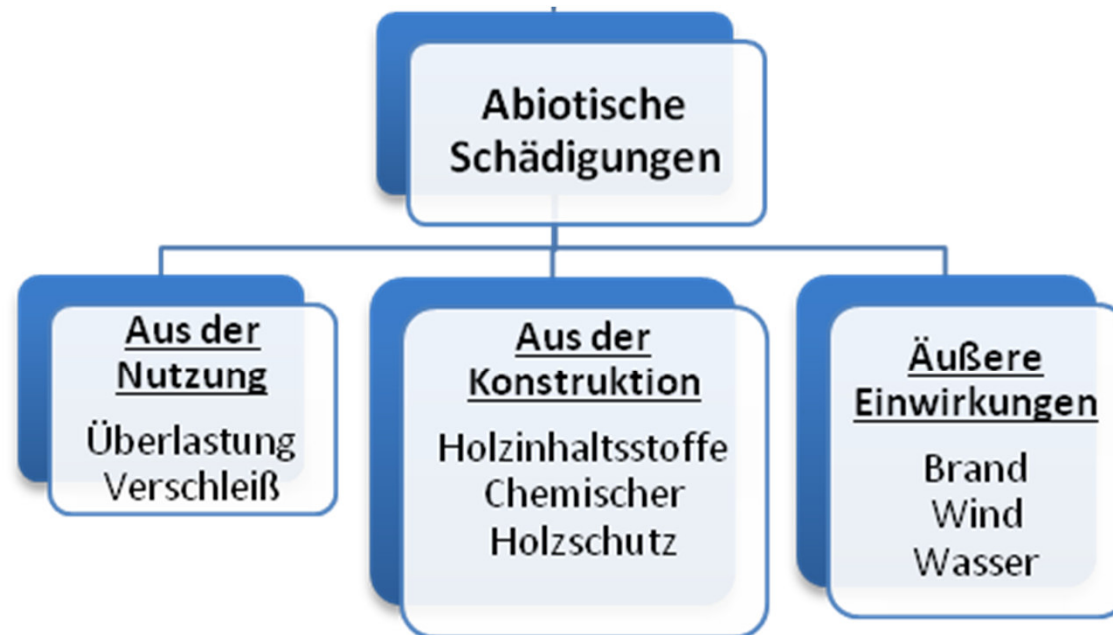 Abiotische
Schädigungen
Aus der
Nutzung
Überlastung
Verschleiß
Aus der
Konstruktion
Holzinhaltsstoffe
Chemischer
Holzschutz
Äußere
Einwirkungen
Brand
Wind
Wasser